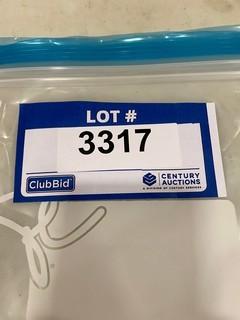 LOT #
3317
ClubBid
CENTURY
AUCTIONS
A DIVISION OF CENTURY SERVICES